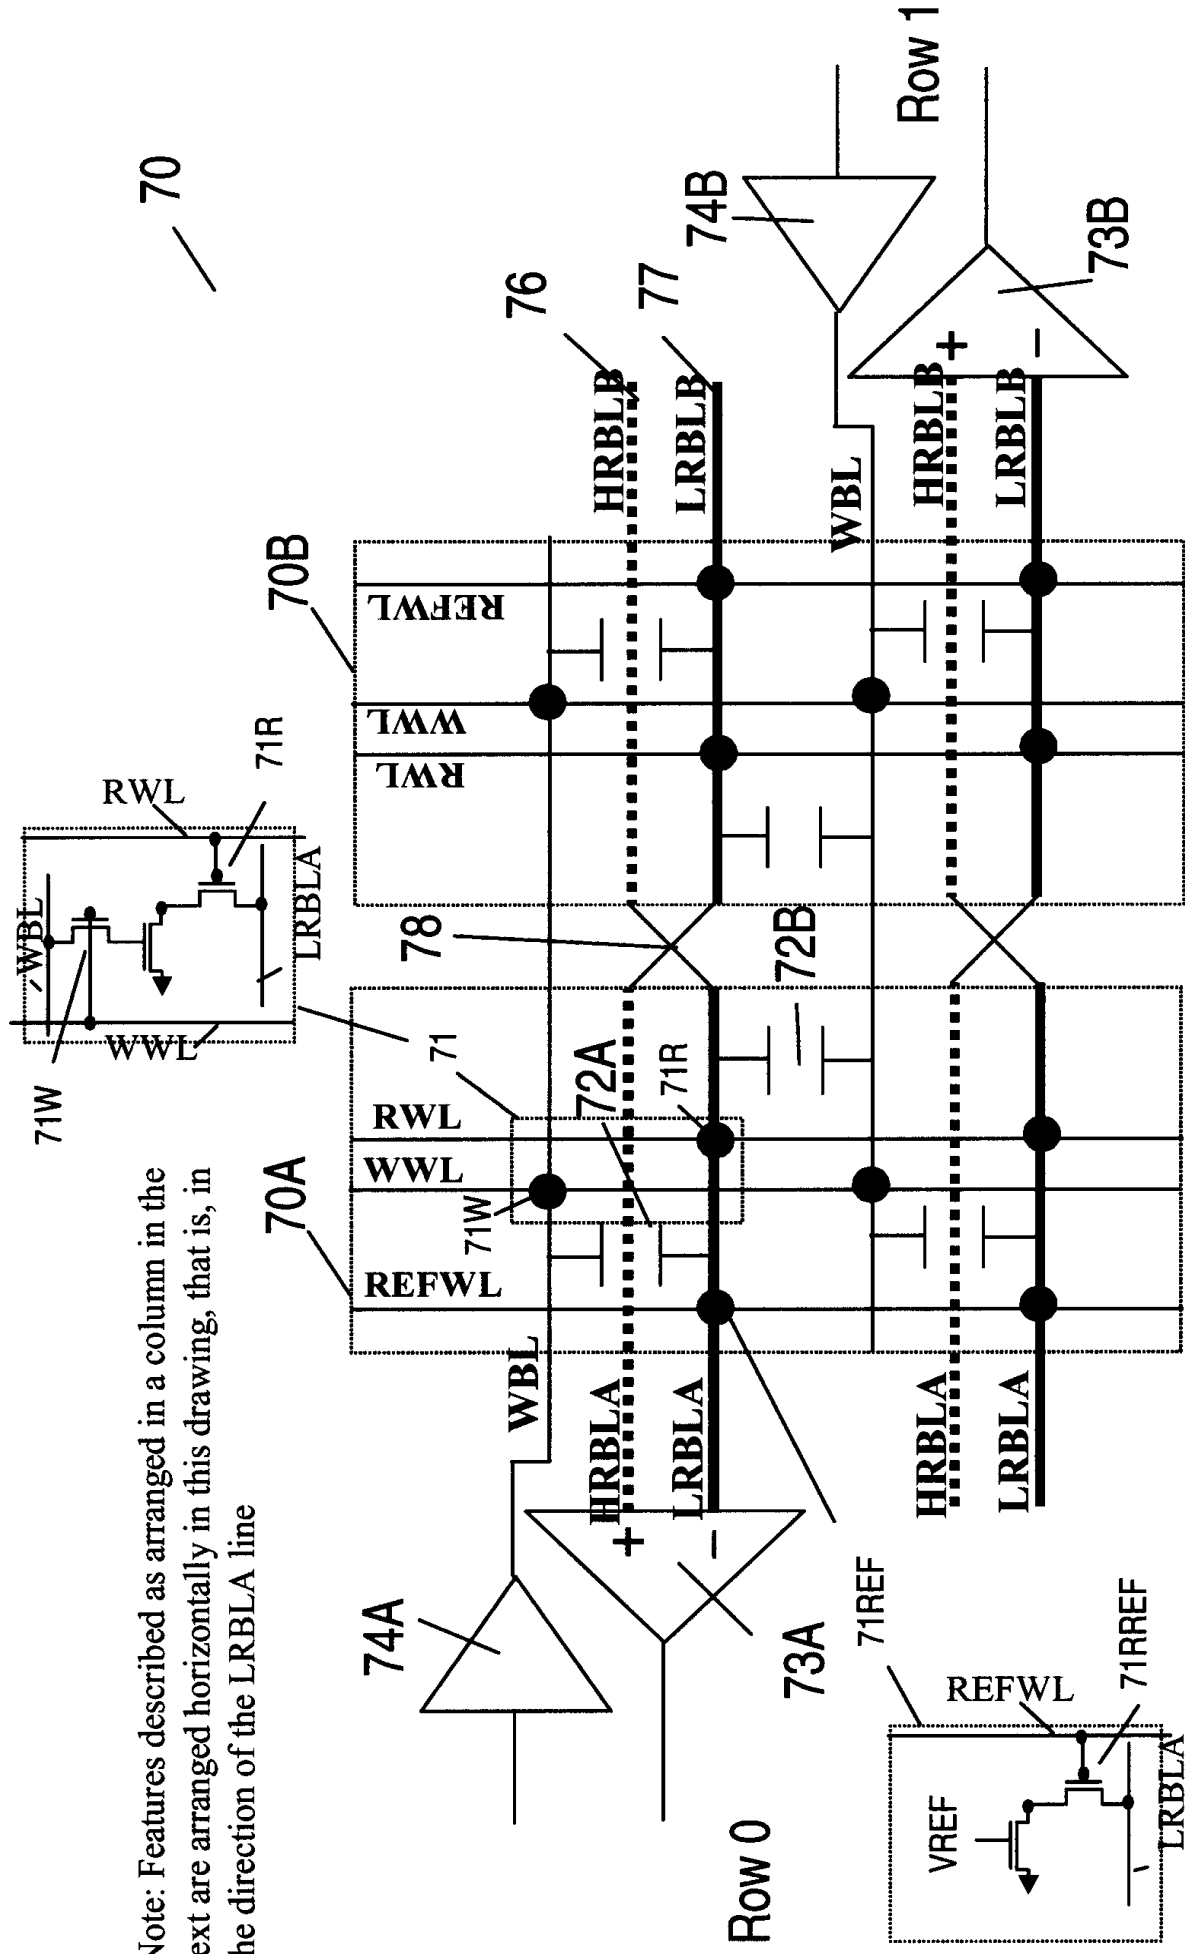 Note: Features described as arranged in a column in the
ext are arranged horizontally in this drawing, that is, in
he direction of the LRBLA line
70
71W
WBL
WWL
RWL
71R
LRBLA
71
70A
70B
REFWL
WWL
RWL
RWL
WWL
REFWL
74A
WBL
71W
72A
71R
78
HRBLA
LRBLA
+
–
73A
HRBLB
LRBLB
76
77
72B
WBL
74B
Row 0
Row 1
HRBLA
LRBLA
HRBLB
LRBLB
+
–
73B
71REF
VREF
REFWL
71RREF
LRBLA